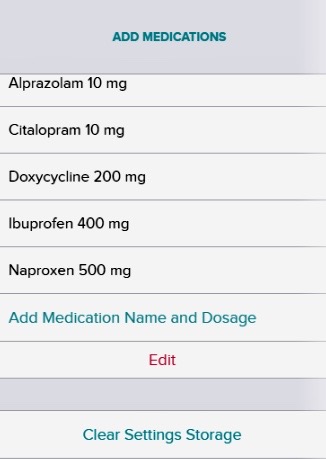 ADD MEDICATIONS
Alprazolam 10 mg
Citalopram 10 mg
Doxycycline 200 mg
Ibuprofen 400 mg
Naproxen 500 mg
Add Medication Name and Dosage
Edit
Clear Settings Storage